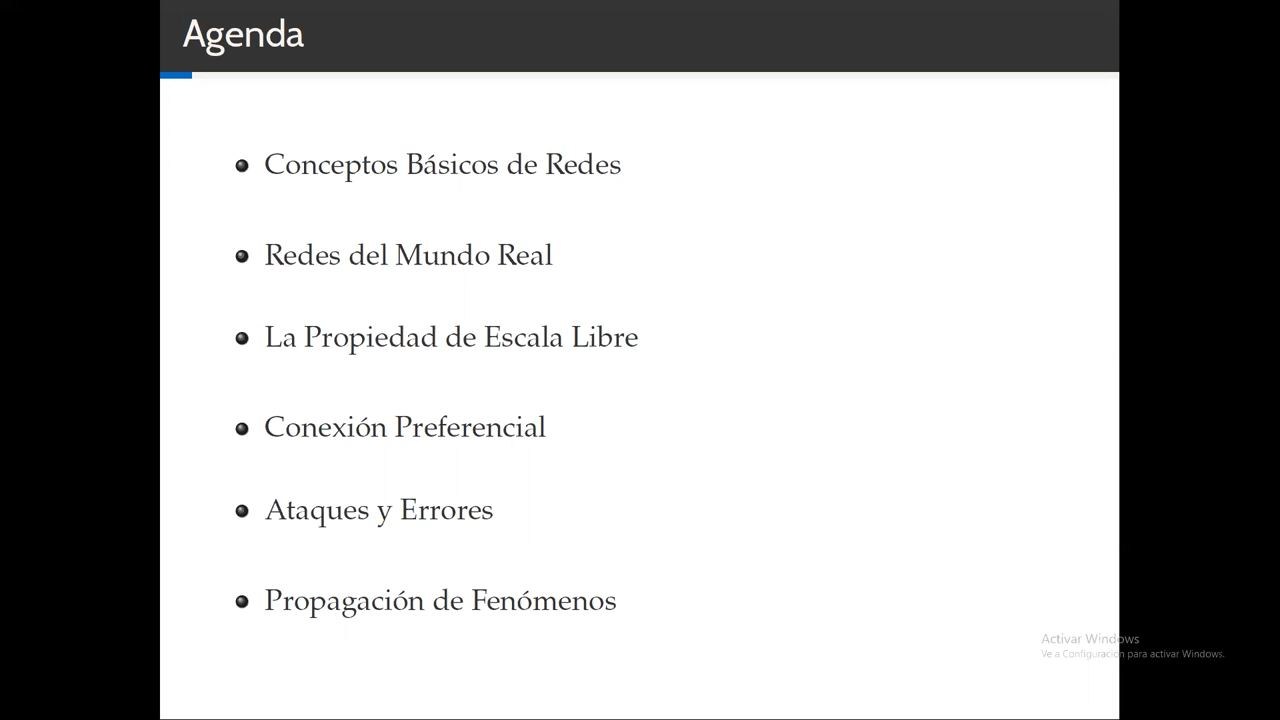 Agenda
Conceptos Básicos de Redes
Redes del Mundo Real
La Propiedad de Escala Libre
Conexión Preferencial
Ataques y Errores
Propagación de Fenómenos
Activar Windows
Ve a Configuración para activar Windows.